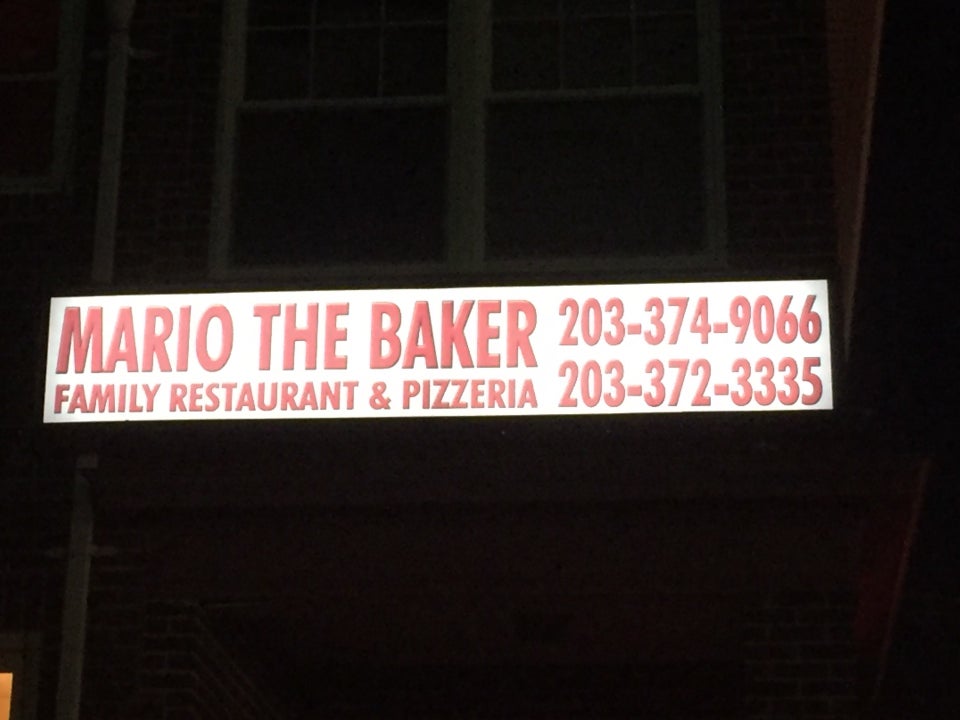 MARIO THE BAKER
FAMILY RESTAURANT & PIZZERIA
203-374-9066
203-372-3335